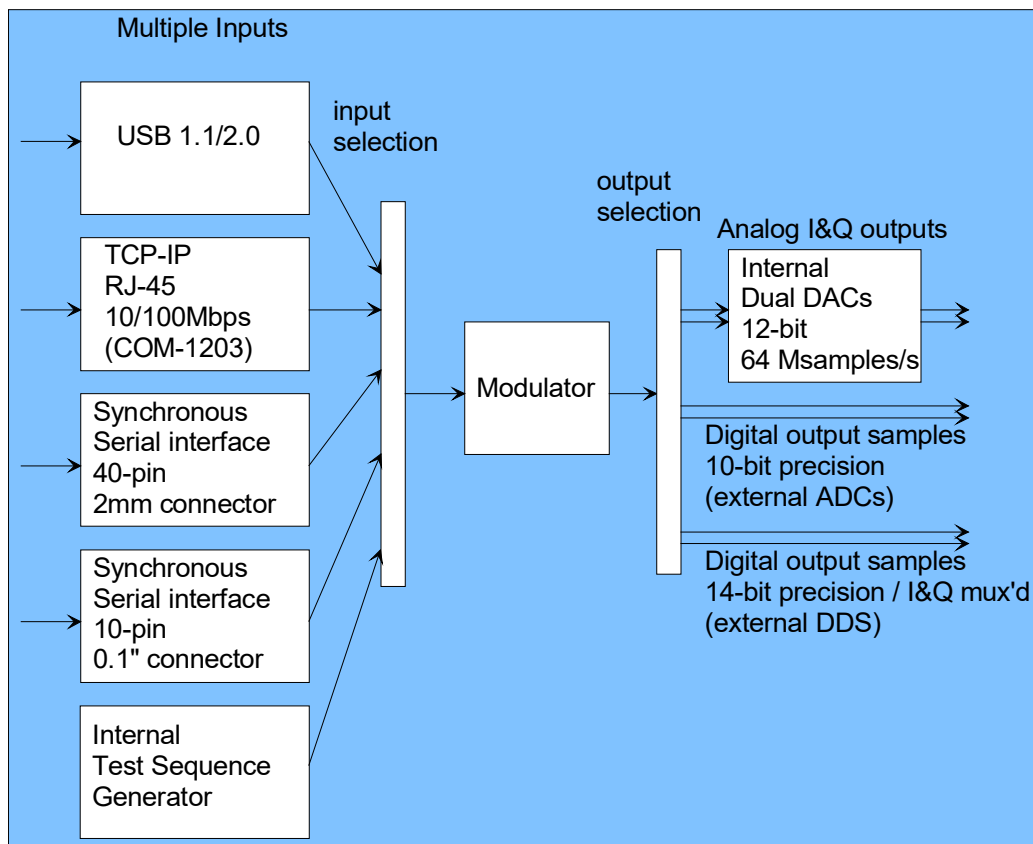 Multiple Inputs
USB 1.1/2.0
input
selection
TCP-IP
RJ-45
10/100Mbps
(COM-1203)
Synchronous
Serial interface
40-pin
2mm connector
Synchronous
Serial interface
10-pin
0.1" connector
Internal
Test Sequence
Generator
Modulator
output
selection
Analog I&Q outputs
Internal
Dual DACs
12-bit
64 Msamples/s
Digital output samples
10-bit precision
(external ADCs)
Digital output samples
14-bit precision / I&Q mux'd
(external DDS)